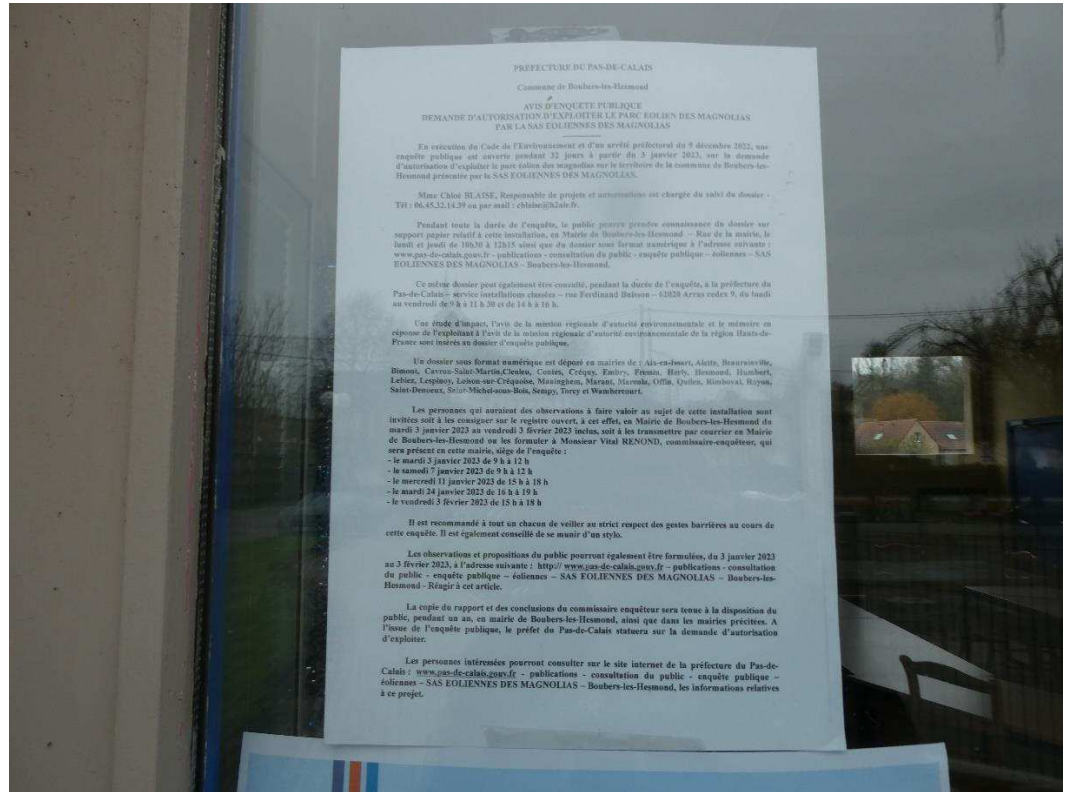 PREFECTURE DU PAS-DE-CALAIS
Commune de Boubers-les-Hesmond
AVIS D'ENQUETE PUBLIQUE
DEMANDE D'AUTORISATION D'EXPLOITER LE PARC EOLIEN DES MAGNOLIAS
PAR LA SAS EOLIENNES DES MAGNOLIAS
En exécution du Code de l'Environnement et d'un arrêté préfectoral du 9 décembre 2022, une
enquête publique est ouverte pendant 32 jours à partir du 3 janvier 2023, sur la demande
d'autorisation d'exploiter le parc éolien des magnolias sur le territoire de la commune de Boubers-les-
Hesmond présentée par la SAS EOLIENNES DES MAGNOLIAS.
Mme Chloé BLAISE, Responsable de projets et autorisations est chargée du suivi du dossier -
Tél : 06.45.32.14.39 ou par mail : cblaise@h2air.fr.
Pendant toute la durée de l'enquête, le public pourra prendre connaissance du dossier sur
support papier relatif à cette installation, en Mairie de Boubers-les-Hesmond – Rue de la mairie, le
lundi et jeudi de 10h30 à 12h15 ainsi que du dossier sous format numérique à l'adresse suivante :
www.pas-de-calais.gouv.fr - publications - consultation du public - enquête publique – éoliennes – SAS
EOLIENNES DES MAGNOLIAS – Boubers-les-Hesmond.
Ce même dossier peut également être consulté, pendant la durée de l'enquête, à la préfecture du
Pas-de-Calais – service installations classées – rue Ferdinand Buisson – 62020 Arras cedex 9, du lundi
au vendredi de 9 h à 11 h 30 et de 14 h à 16 h.
Une étude d'impact, l'avis de la mission régionale d'autorité environnementale et le mémoire en
réponse de l'exploitant à l'avis de la mission régionale d'autorité environnementale de la région Hauts-de-
France sont insérés au dossier d'enquête publique.
Un dossier sous format numérique est déposé en mairies de : Aix-en-Issart, Alette, Beaurainville,
Bimont, Cavron-Saint-Martin, Clenleu, Contes, Créquy, Embry, Fressin, Herly, Hesmond, Humbert,
Lebiez, Lespinoy, Loison-sur-Créquoise, Maninghem, Marant, Marenla, Offin, Quilen, Rimboval, Royon,
Saint-Denoeux, Saint-Michel-sous-Bois, Sempy, Torcy et Wambercourt.
Les personnes qui auraient des observations à faire valoir au sujet de cette installation sont
invitées soit à les consigner sur le registre ouvert, à cet effet, en Mairie de Boubers-les-Hesmond du
mardi 3 janvier 2023 au vendredi 3 février 2023 inclus, soit à les transmettre par courrier en Mairie
de Boubers-les-Hesmond ou les formuler à Monsieur Vital RENOND, commissaire-enquêteur, qui
sera présent en cette mairie, siège de l'enquête :
- le mardi 3 janvier 2023 de 9 h à 12 h
- le samedi 7 janvier 2023 de 9 h à 12 h
- le mercredi 11 janvier 2023 de 15 h à 18 h
- le mardi 24 janvier 2023 de 16 h à 19 h
- le vendredi 3 février 2023 de 15 h à 18 h
Il est recommandé à tout un chacun de veiller au strict respect des gestes barrières au cours de
cette enquête. Il est également conseillé de se munir d'un stylo.
Les observations et propositions du public pourront également être formulées, du 3 janvier 2023
au 3 février 2023, à l'adresse suivante : http:// www.pas-de-calais.gouv.fr - publications - consultation
du public - enquête publique – éoliennes – SAS EOLIENNES DES MAGNOLIAS – Boubers-les-
Hesmond - Réagir à cet article.
La copie du rapport et des conclusions du commissaire enquêteur sera tenue à la disposition du
public, pendant un an, en mairie de Boubers-les-Hesmond, ainsi que dans les mairies précitées. A
l'issue de l'enquête publique, le préfet du Pas-de-Calais statuera sur la demande d'autorisation
d'exploiter.
Les personnes intéressées pourront consulter sur le site internet de la préfecture du Pas-de-
Calais : www.pas-de-calais.gouv.fr - publications - consultation du public - enquête publique –
éoliennes – SAS EOLIENNES DES MAGNOLIAS – Boubers-les-Hesmond, les informations relatives
à ce projet.